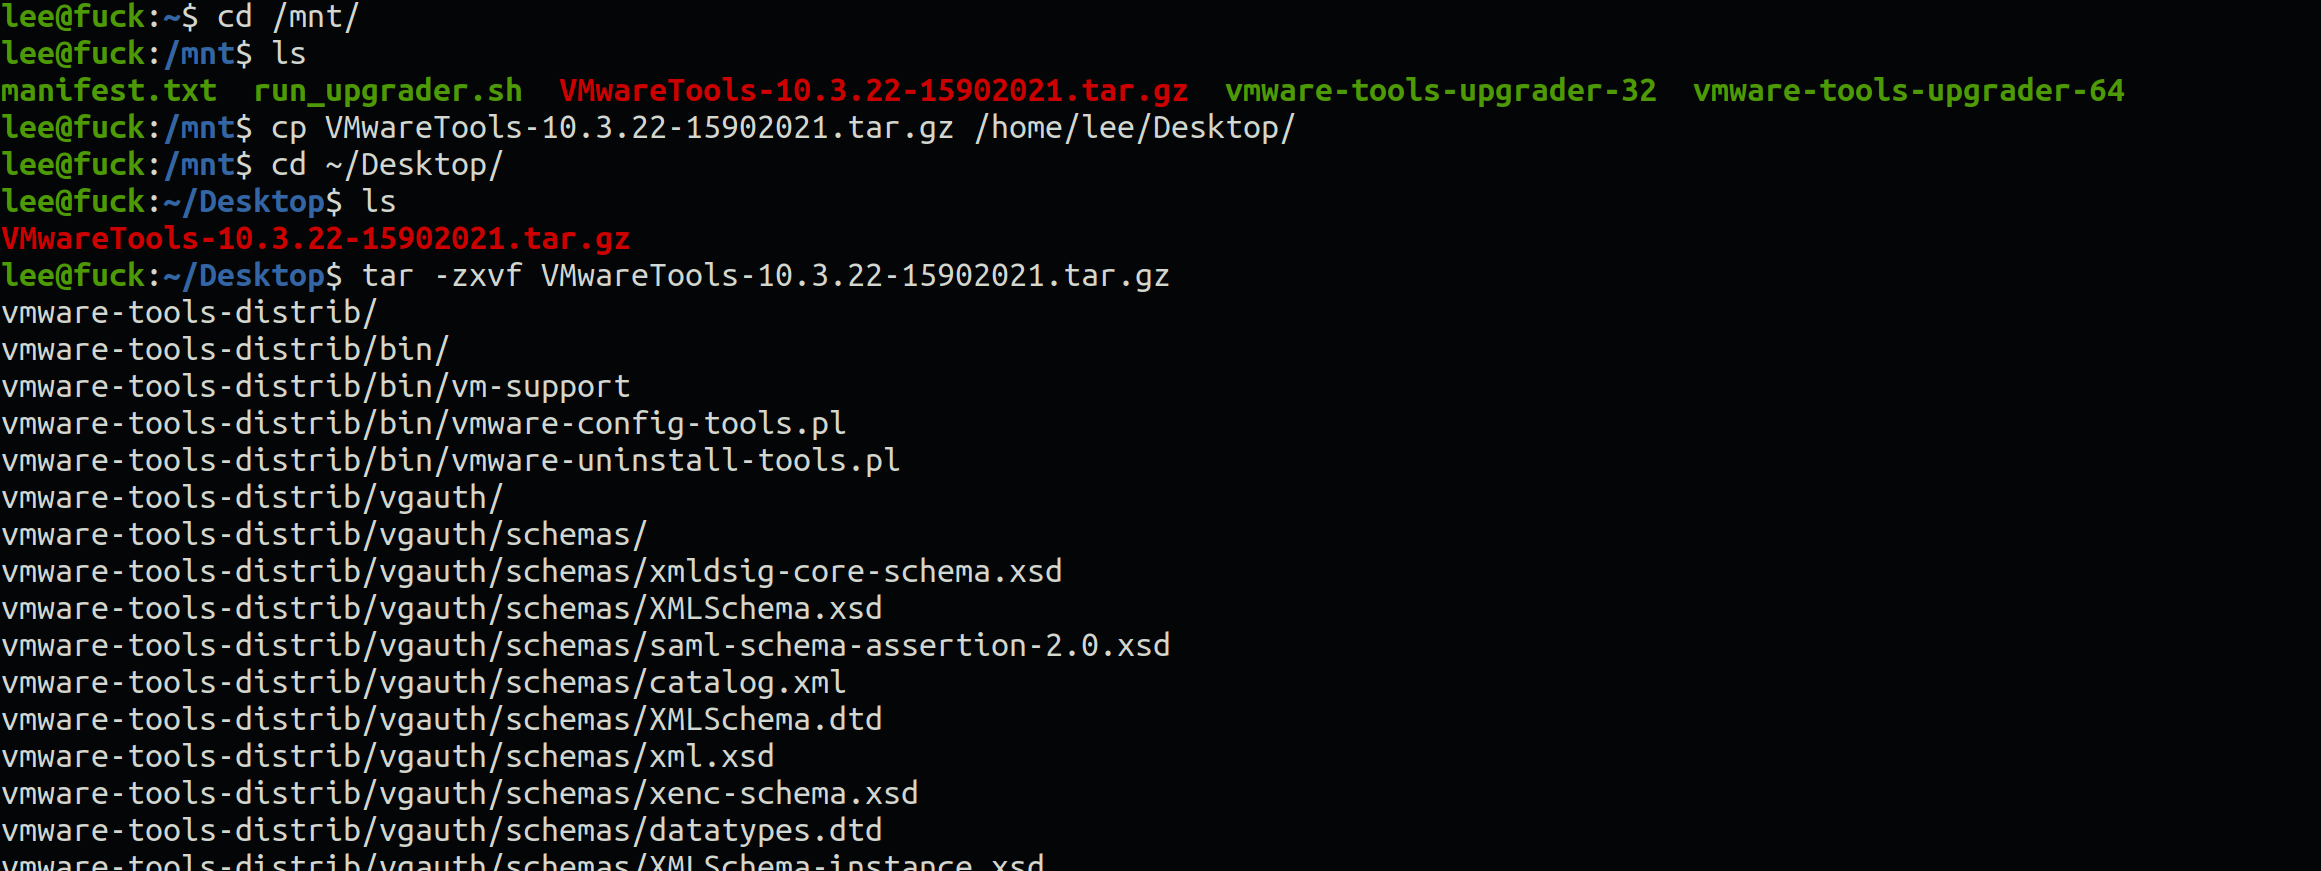 lee@fuck:~$ cd /mnt/
lee@fuck:/mnt$ ls
manifest.txt  run_upgrader.sh  VMwareTools-10.3.22-15902021.tar.gz  vmware-tools-upgrader-32  vmware-tools-upgrader-64
lee@fuck:/mnt$ cp VMwareTools-10.3.22-15902021.tar.gz /home/lee/Desktop/
lee@fuck:/mnt$ cd ~/Desktop/
lee@fuck:~/Desktop$ ls
VMwareTools-10.3.22-15902021.tar.gz
lee@fuck:~/Desktop$ tar -zxvf VMwareTools-10.3.22-15902021.tar.gz
vmware-tools-distrib/
vmware-tools-distrib/bin/
vmware-tools-distrib/bin/vm-support
vmware-tools-distrib/bin/vmware-config-tools.pl
vmware-tools-distrib/bin/vmware-uninstall-tools.pl
vmware-tools-distrib/vgauth/
vmware-tools-distrib/vgauth/schemas/
vmware-tools-distrib/vgauth/schemas/xmldsig-core-schema.xsd
vmware-tools-distrib/vgauth/schemas/XMLSchema.xsd
vmware-tools-distrib/vgauth/schemas/saml-schema-assertion-2.0.xsd
vmware-tools-distrib/vgauth/schemas/catalog.xml
vmware-tools-distrib/vgauth/schemas/XMLSchema.dtd
vmware-tools-distrib/vgauth/schemas/xml.xsd
vmware-tools-distrib/vgauth/schemas/xenc-schema.xsd
vmware-tools-distrib/vgauth/schemas/datatypes.dtd
vmware-tools-distrib/vgauth/schemas/XMLSchema-instance.xsd